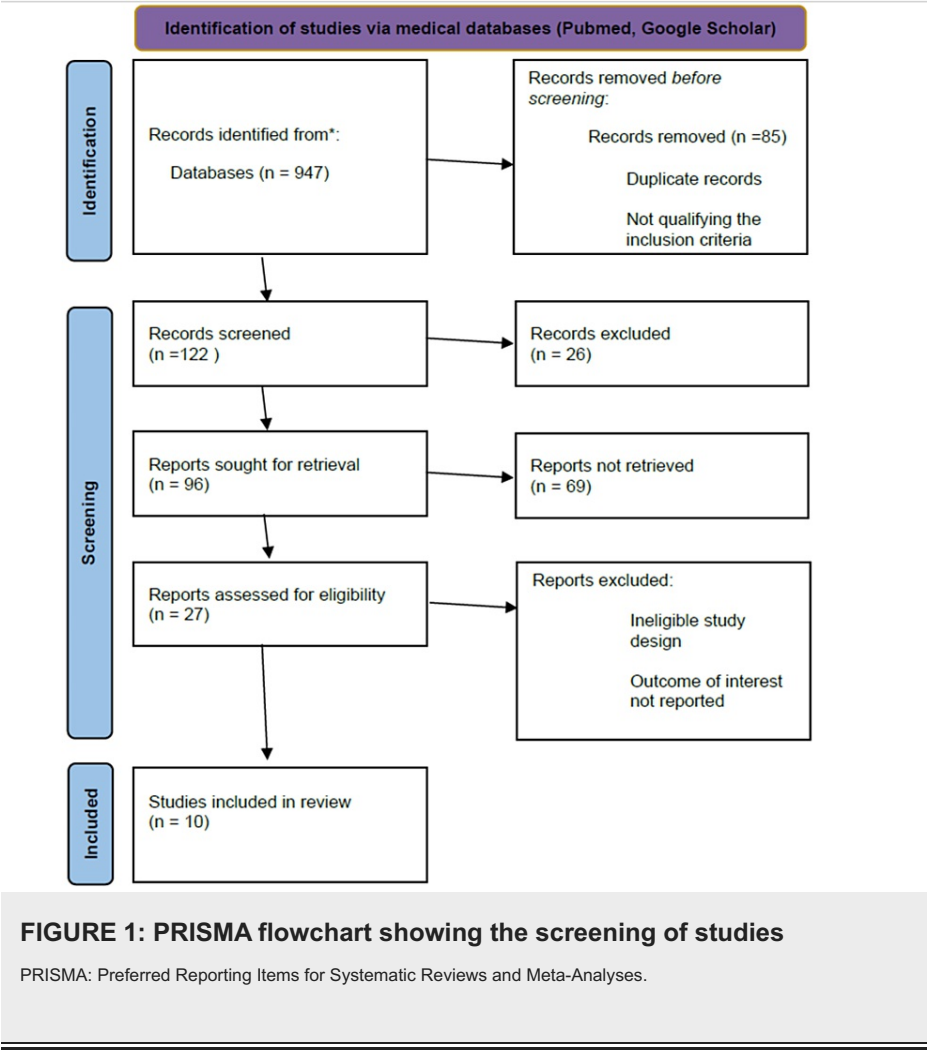 Identification of studies via medical databases (Pubmed, Google Scholar)
Identification
Records identified from*:
Databases (n = 947)
Records removed before
screening:
Records removed (n =85)
Duplicate records
Not qualifying the
inclusion criteria
Screening
Records screened
(n =122 )
Records excluded
(n = 26)
Reports sought for retrieval
(n = 96)
Reports not retrieved
(n = 69)
Reports assessed for eligibility
(n = 27)
Reports excluded:
Ineligible study
design
Outcome of interest
not reported
Included
Studies included in review
(n = 10)
FIGURE 1: PRISMA flowchart showing the screening of studies
PRISMA: Preferred Reporting Items for Systematic Reviews and Meta-Analyses.